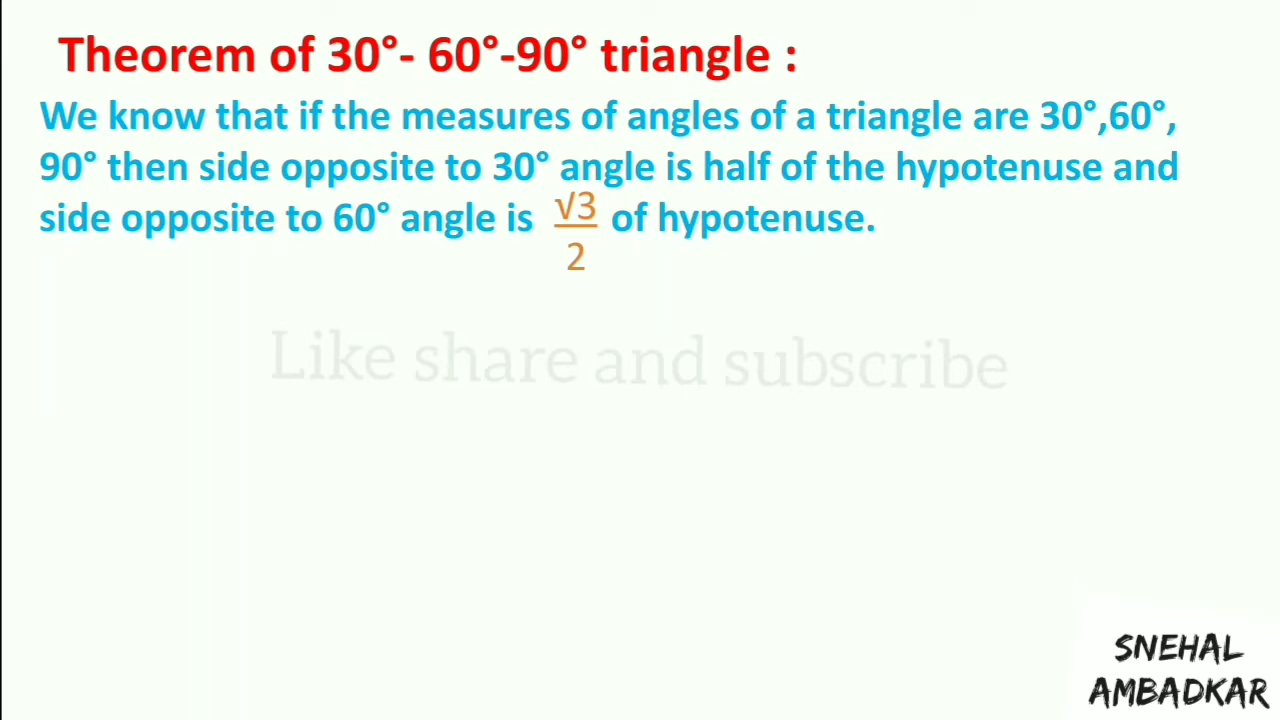 Theorem of 30°- 60°-90° triangle :
We know that if the measures of angles of a triangle are 30°,60°,
90° then side opposite to 30° angle is half of the hypotenuse and
side opposite to 60° angle is √3/2 of hypotenuse.
Like share and subscribe
SNEHAL
AMBADKAR